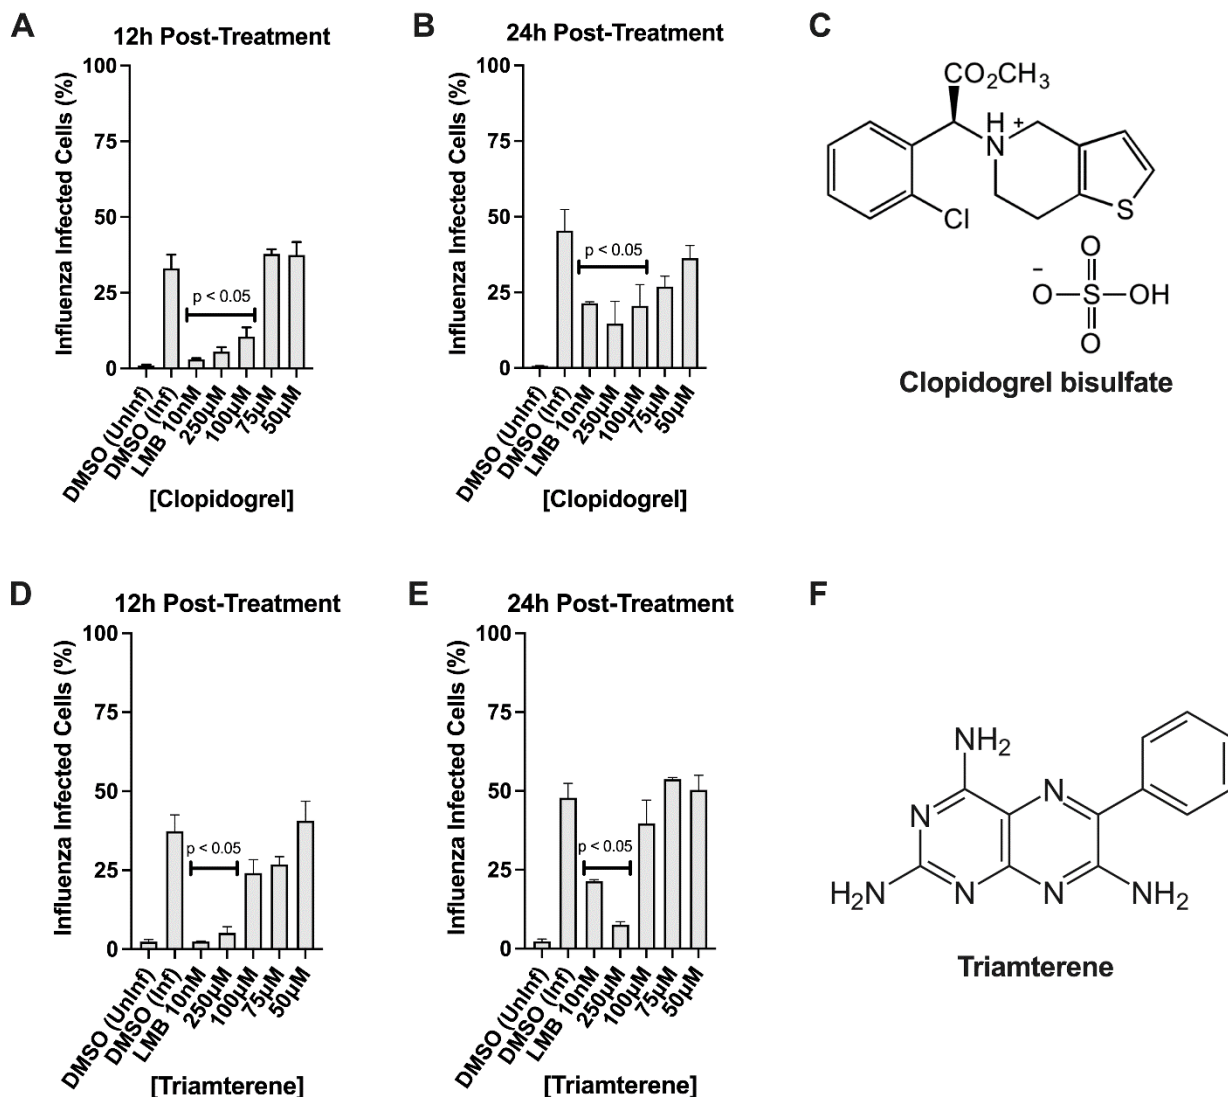 A
12h Post-Treatment
Influenza Infected Cells (%)
100
75
50
25
0
p < 0.05
DMSO (UnInf)
DMSO (Inf)
LMB 10nM
250µM
100µM
75µM
50µM
[Clopidogrel]
B
24h Post-Treatment
Influenza Infected Cells (%)
100
75
50
25
0
p < 0.05
DMSO (UnInf)
DMSO (Inf)
LMB 10nM
250µM
100µM
75µM
50µM
[Clopidogrel]
C
CO₂CH₃
H
N
+
Cl
S
O
−
O
S
OH
O
Clopidogrel bisulfate
D
12h Post-Treatment
Influenza Infected Cells (%)
100
75
50
25
0
p < 0.05
DMSO (UnInf)
DMSO (Inf)
LMB 10nM
250µM
100µM
75µM
50µM
[Triamterene]
E
24h Post-Treatment
Influenza Infected Cells (%)
100
75
50
25
0
p < 0.05
DMSO (UnInf)
DMSO (Inf)
LMB 10nM
250µM
100µM
75µM
50µM
[Triamterene]
F
NH₂
N
N
H₂N
N
N
NH₂
Triamterene